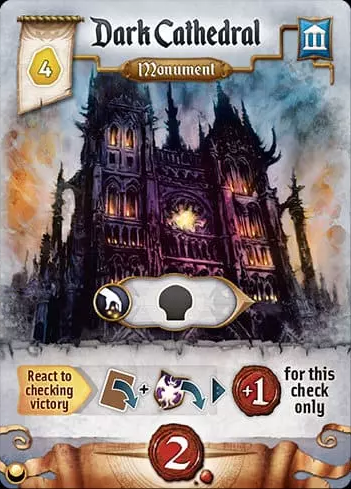 Dark Cathedral
4
Monument
React to
checking
victory
+
+1
for this
check
only
2